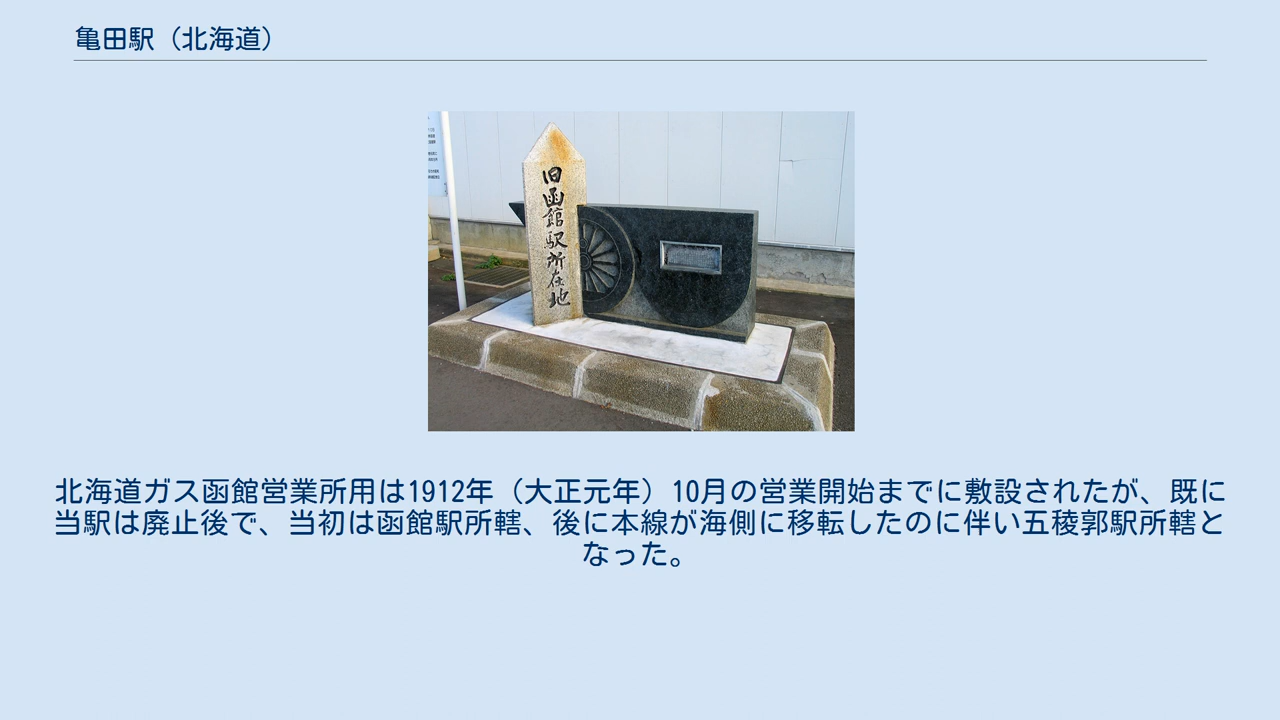 亀田駅（北海道）
旧函館駅所在地
北海道ガス函館営業所用は1912年（大正元年）10月の営業開始までに敷設されたが、既に
当駅は廃止後で、当初は函館駅所轄、後に本線が海側に移転したのに伴い五稜郭駅所轄と
なった。